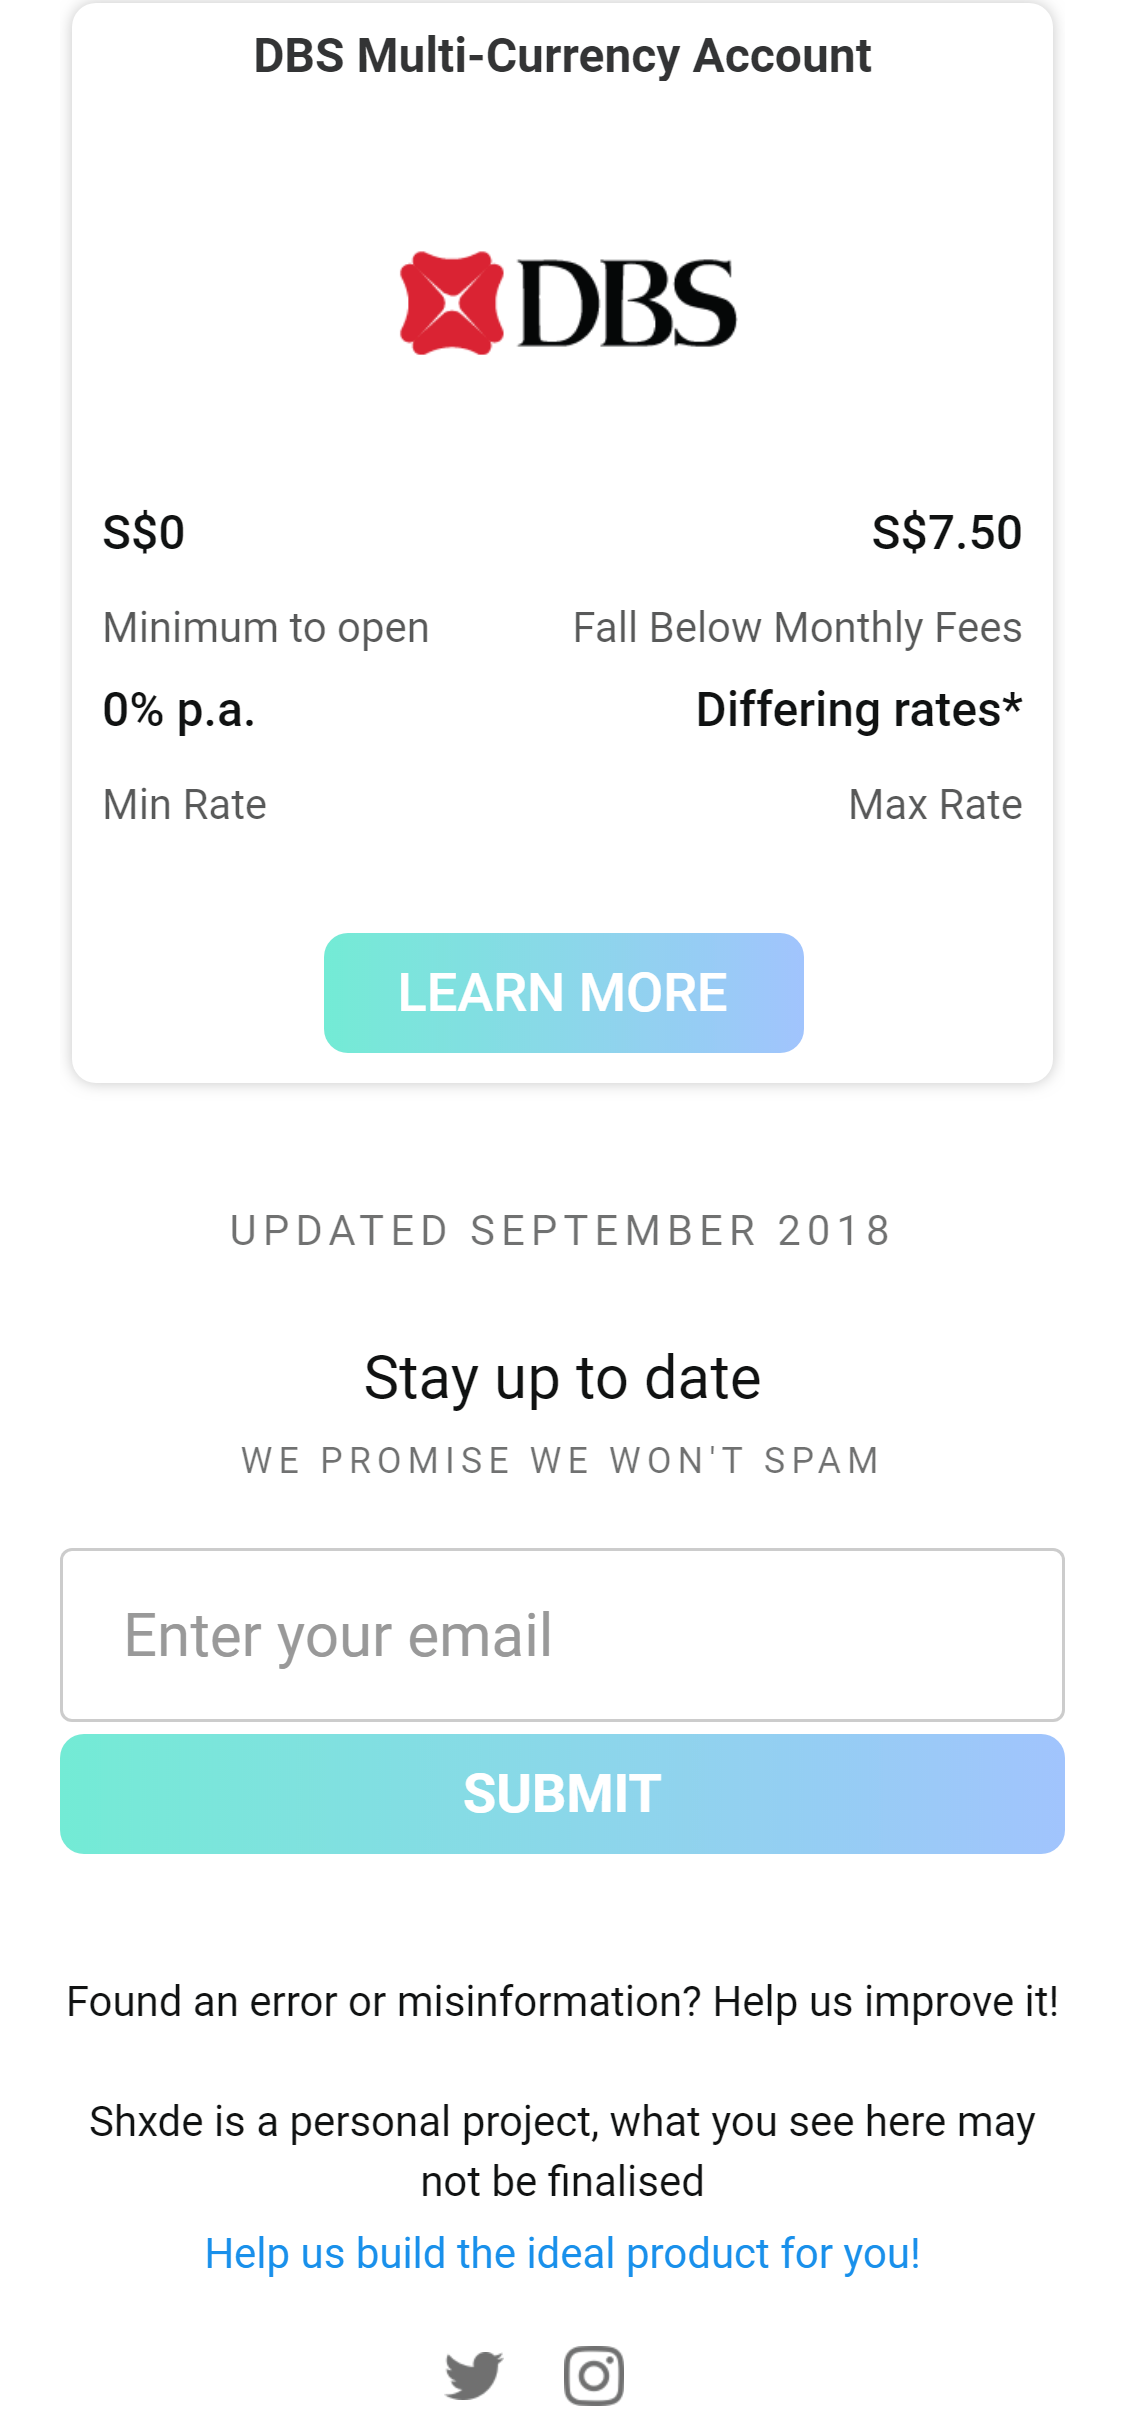 DBS Multi-Currency Account
DBS
S$0 S$7.50
Minimum to open Fall Below Monthly Fees
0% p.a. Differing rates*
Min Rate Max Rate
LEARN MORE
UPDATED SEPTEMBER 2018
Stay up to date
WE PROMISE WE WON'T SPAM
Enter your email
SUBMIT
Found an error or misinformation? Help us improve it!
Shxde is a personal project, what you see here may
not be finalised
Help us build the ideal product for you!